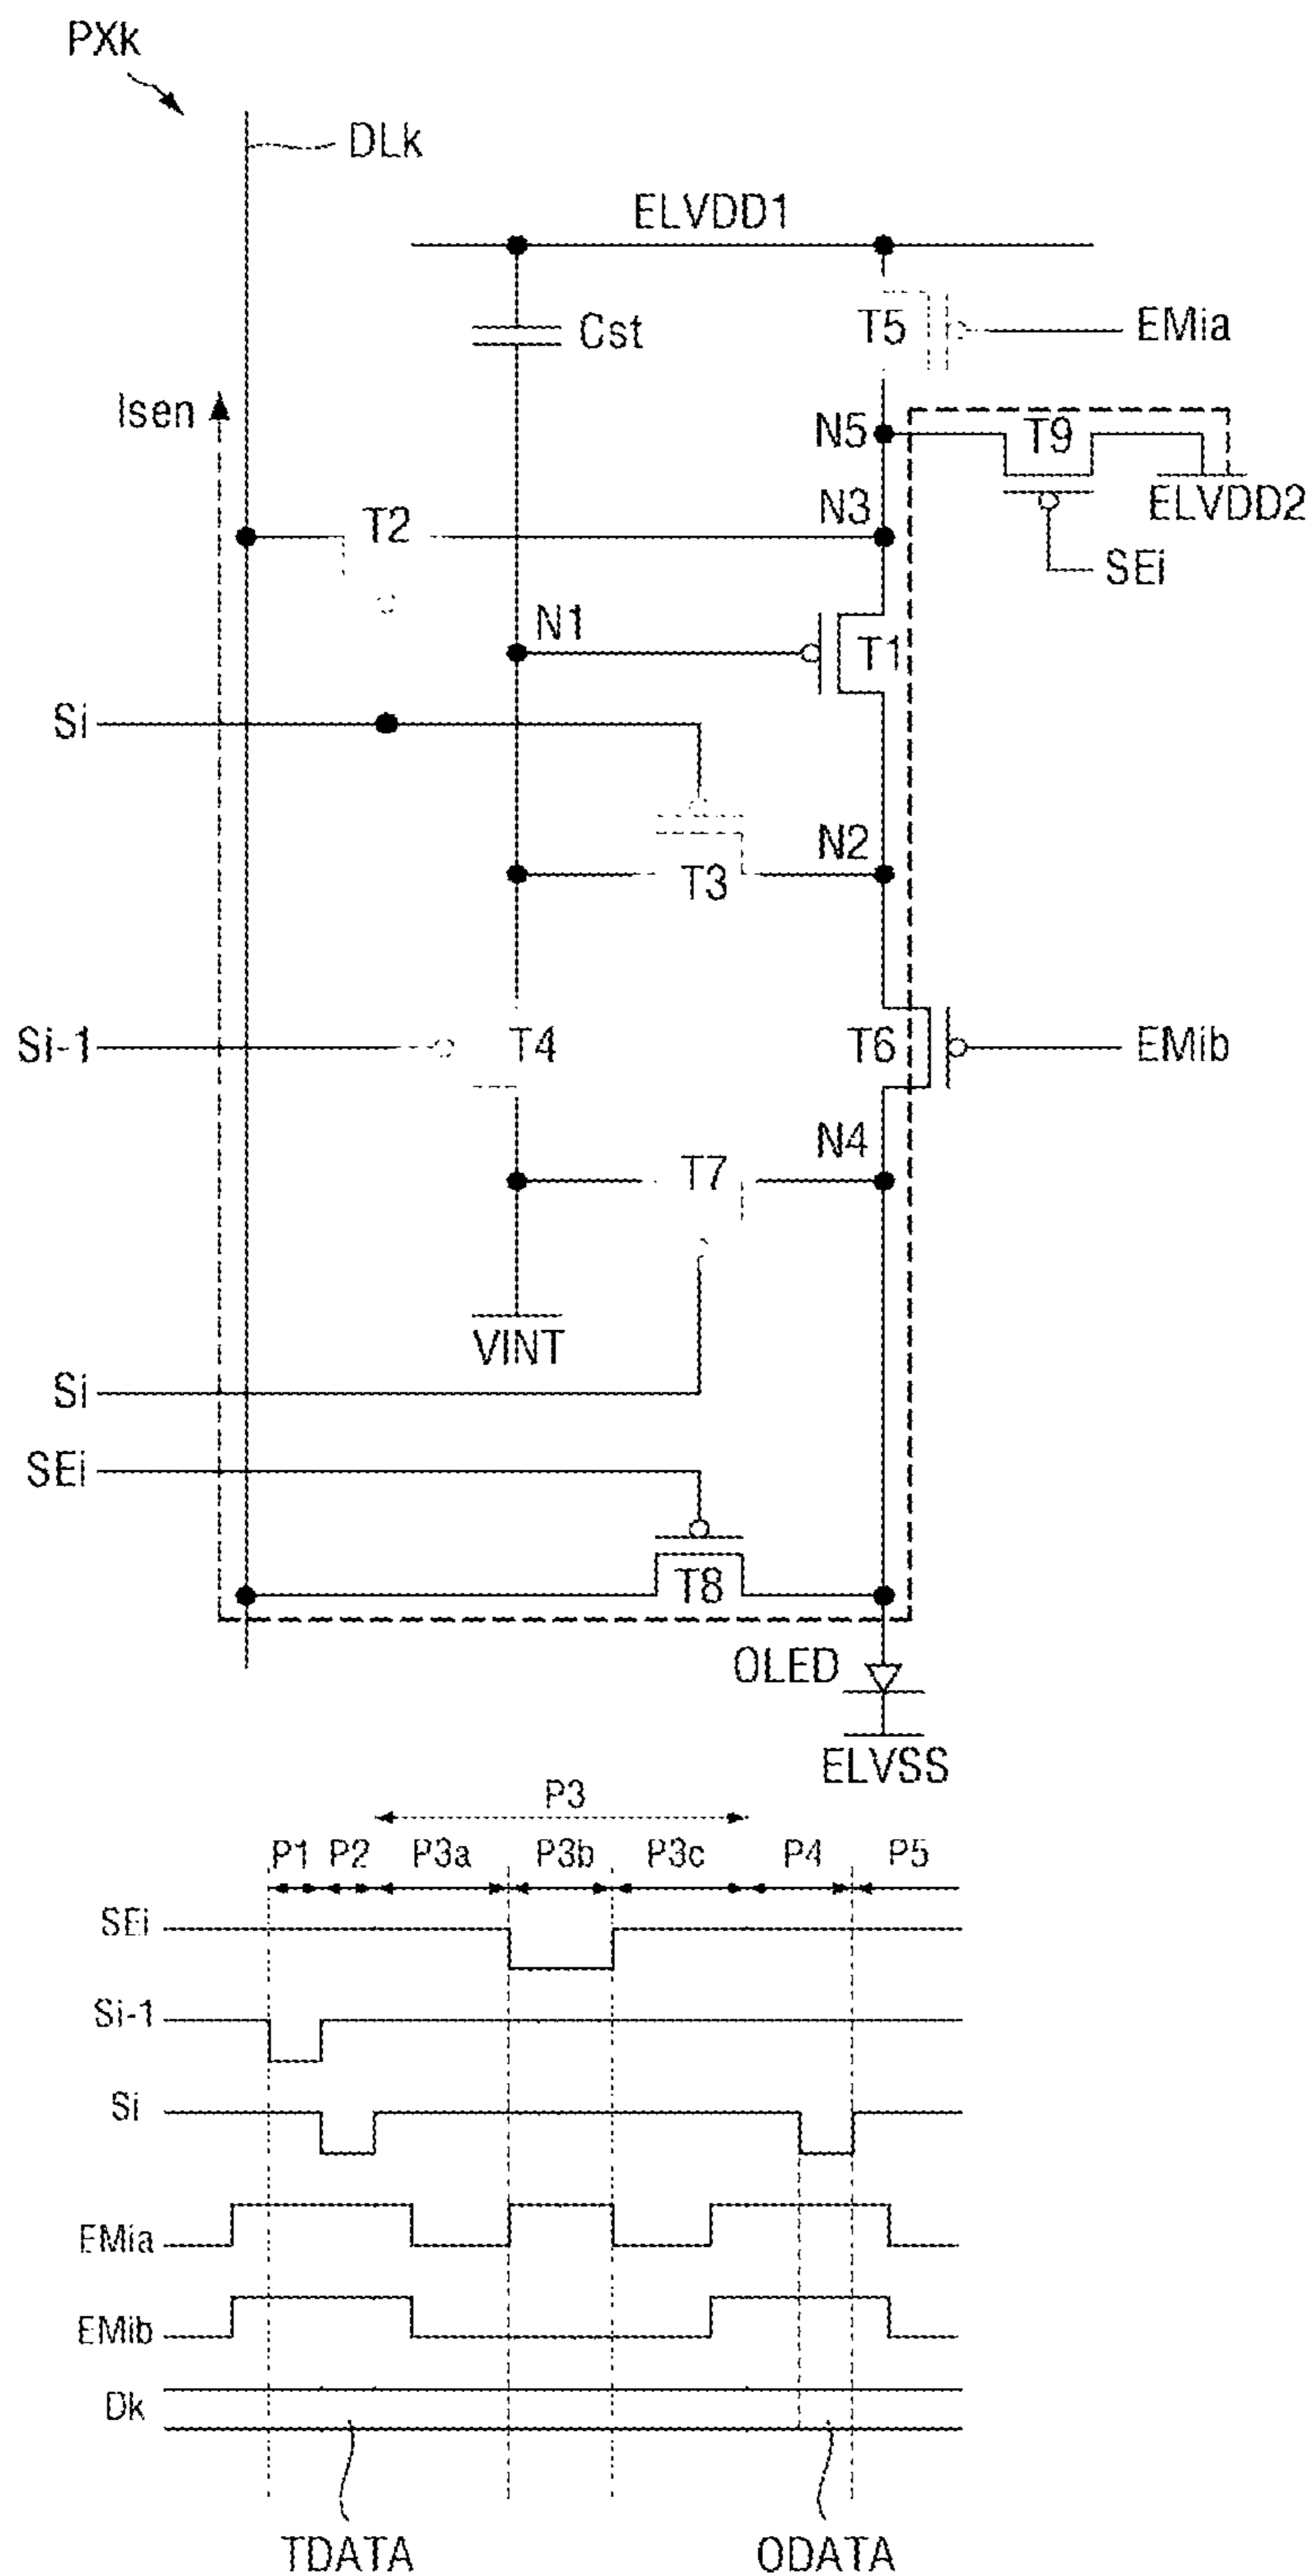 PXk
DLk
ELVDD1
Cst
T5
EMia
Isen
N5
T9
ELVDD2
T2
N3
SEi
N1
T1
Si
N2
T3
Si-1
T4
T6
EMib
N4
T7
VINT
Si
SEi
T8
OLED
ELVSS
P3
P1 P2 P3a P3b P3c P4 P5
SEi
Si-1
Si
EMia
EMib
Dk
TDATA ODATA